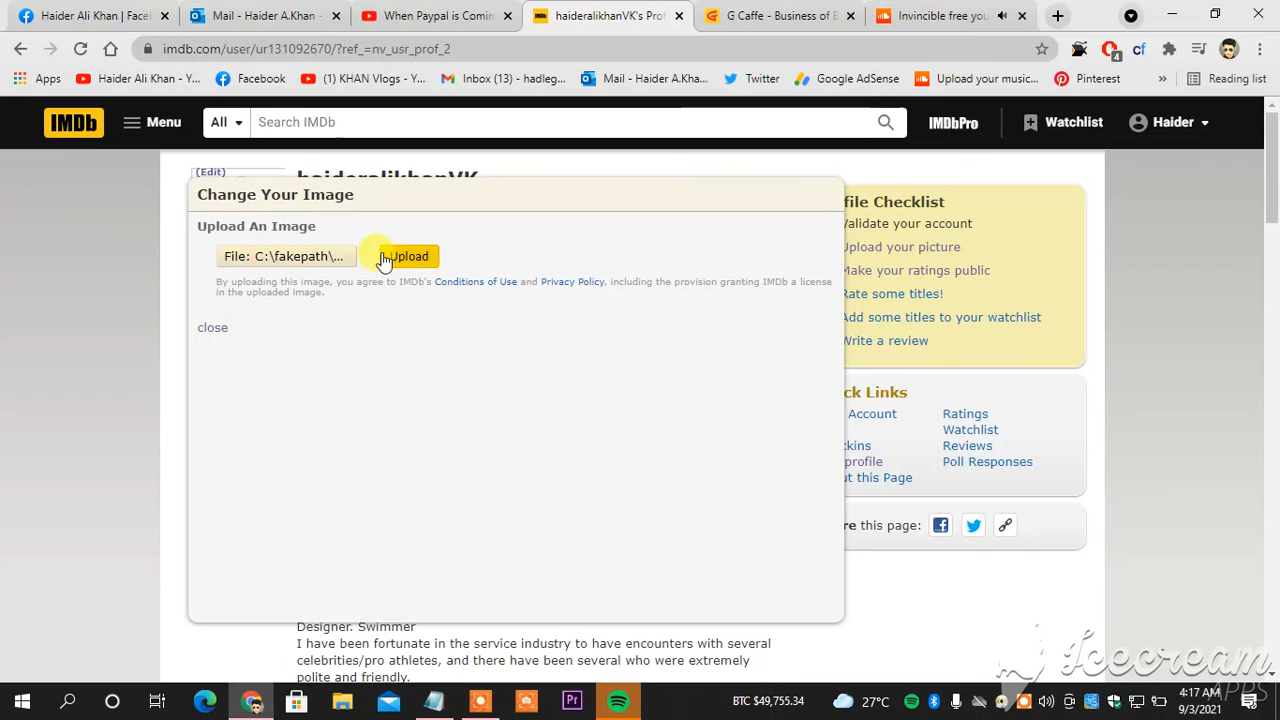 Haider Ali Khan | Faceb
Mail - Haider A.Khan -
When Paypal is Comin
haideralikhanVK's Prof
G Caffe - Business of B
Invincible free you
imdb.com/user/ur131092670/?ref_=nv_usr_prof_2
4
Apps
Haider Ali Khan - Y...
Facebook
(1) KHAN Vlogs - Y...
Inbox (13) - hadleg...
Mail - Haider A.Kha...
Twitter
Google AdSense
Upload your music...
Pinterest
»
Reading list
IMDb
Menu
All
Search IMDb
IMDbPro
Watchlist
Haider
(Edit)
haideralikhanVK
Change Your Image
Upload An Image
File: C:\fakepath\...
Upload
By uploading this image, you agree to IMDb's Conditions of Use and Privacy Policy, including the provision granting IMDb a license
in the uploaded image.
close
file Checklist
Validate your account
Upload your picture
Make your ratings public
Rate some titles!
Add some titles to your watchlist
Write a review
ck Links
Account
Ratings
Watchlist
ckins
Reviews
profile
Poll Responses
ut this Page
re this page:
Designer. Swimmer
I have been fortunate in the service industry to have encounters with several
celebrities/pro athletes, and there have been several who were extremely
polite and friendly.
Icecream
APPS
Pr
BTC $49,755.34
27°C
4:17 AM
9/3/2021